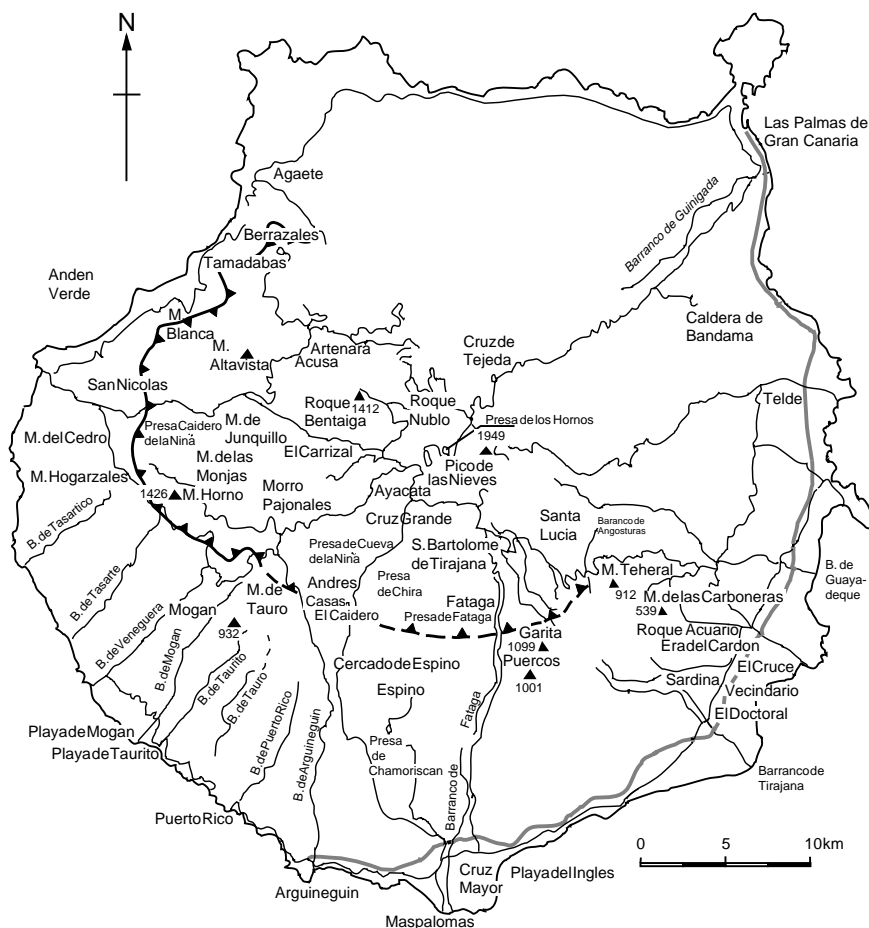 N
Las Palmas de
Gran Canaria
Agaete
Barranco de Guinigada
Berrazales
Tamadabas
Anden
Verde
M.
Blanca
Caldera de
Bandama
Artenara
Acusa
Cruz de
Tejeda
M.
Altavista
San Nicolas
Roque
Bentaiga
1412
Roque
Nublo
Telde
Presa Caidero
de la Niná
M. de
Junquillo
Presa de los Hornos
1949
M. del Cedro
El Carrizal
M. de las
Monjas
Pico de
las Nieves
M. Hogarzales
1426
M. Horno
Morro
Pajonales
Ayacata
Cruz Grande
Santa
Lucia
Baranco de
Angosturas
B. de Tasartico
Presa de Cueva
de la Niná
S. Bartolome
de Tirajana
B. de
Guaya-
deque
M. Teheral
912
B. de Tasarte
M. de
Tauro
Andres
Casas
Presa
de Chira
M. de las Carboneras
539
Mogan
932
El Caidero
Fataga
Presa de Fataga
Garita
1099
Roque Acuario
Era del Cardon
B. de Veneguera
B. de Mogan
Puercos
1001
El Cruce
Cercado de Espino
Sardina
Vecindario
B. de Taurito
B. de Tauro
Espino
El Doctoral
Fataga
Barranco de
Playa de Mogan
Playa de Taurito
B. de Puerto Rico
B. de Arguineguin
Presa
de
Chamoriscan
Barranco de
Tirajana
Puerto Rico
0
5
10km
Cruz
Mayor
Playa del Ingles
Arguineguin
Maspalomas